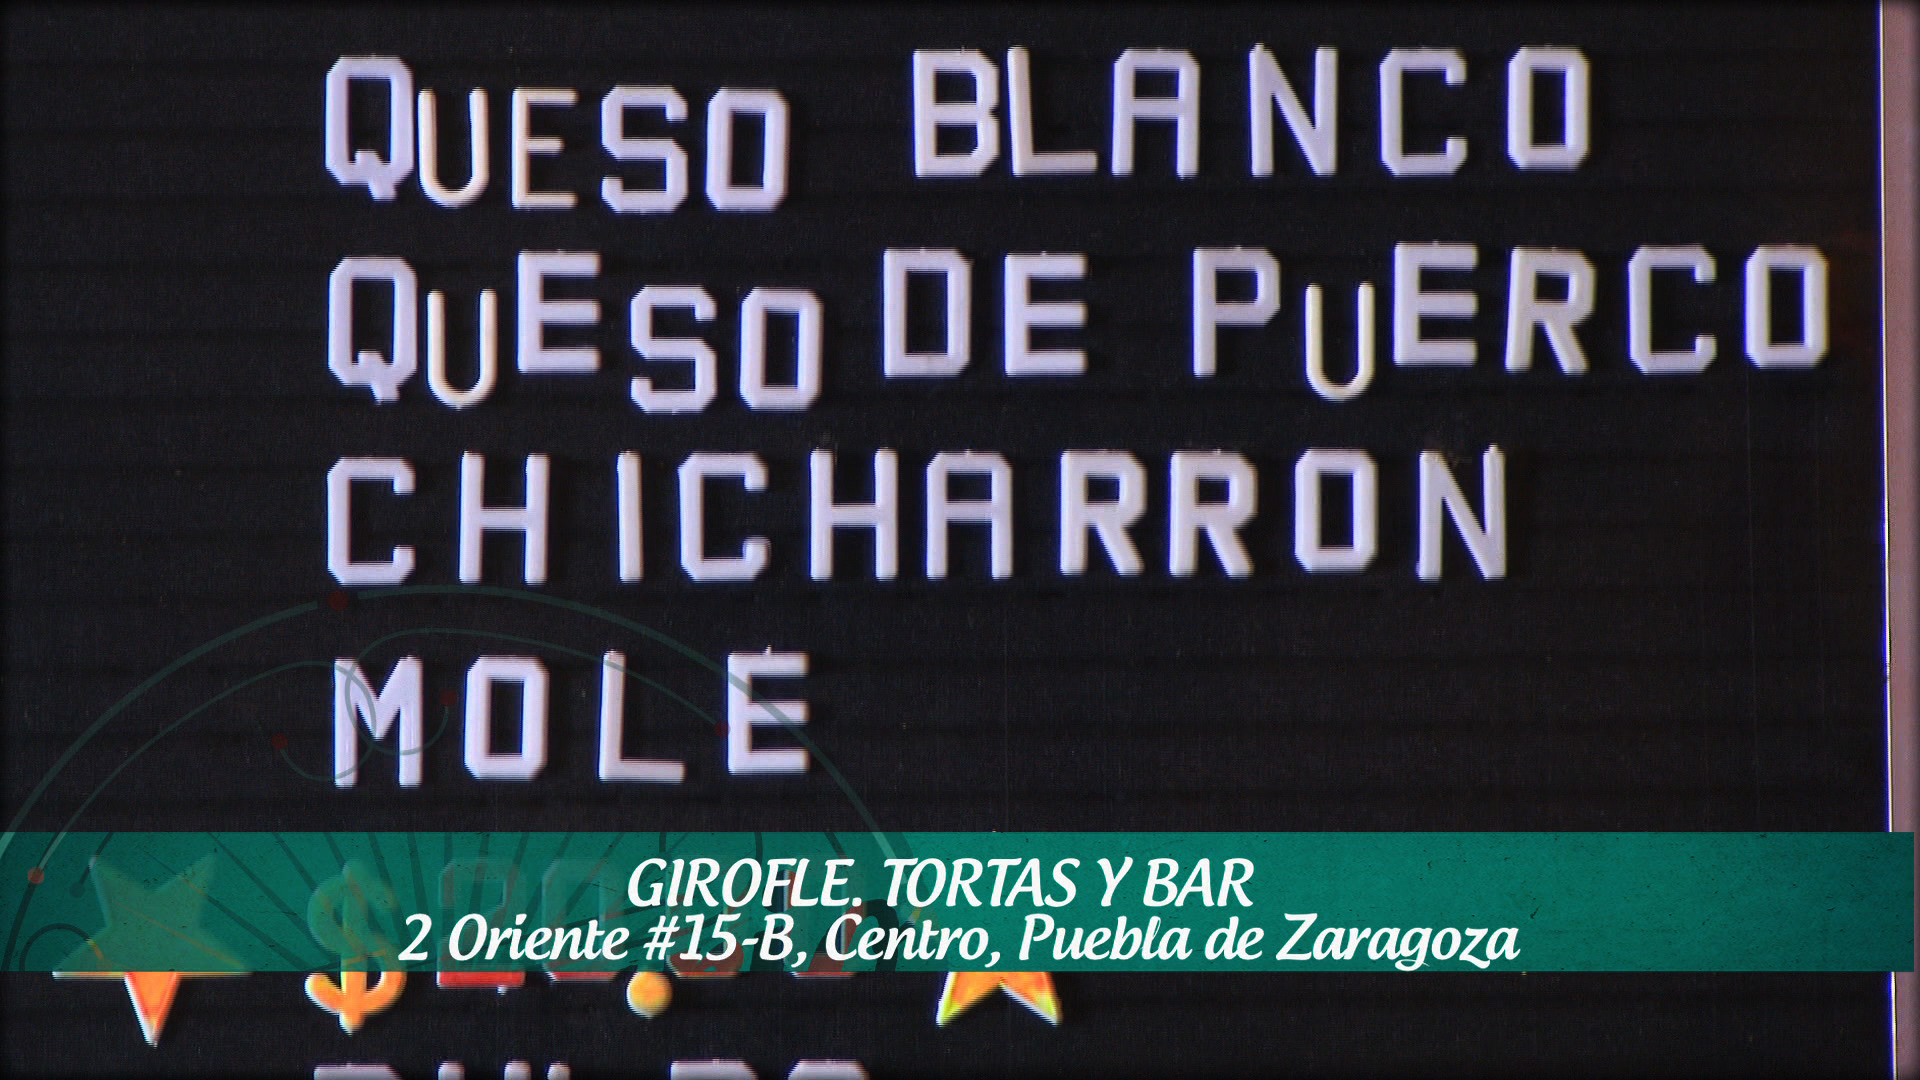 QUESO BLANCO
QUESO DE PUERCO
CHICHARRON
MOLE
GIROFLE. TORTAS Y BAR
2 Oriente #15-B, Centro, Puebla de Zaragoza